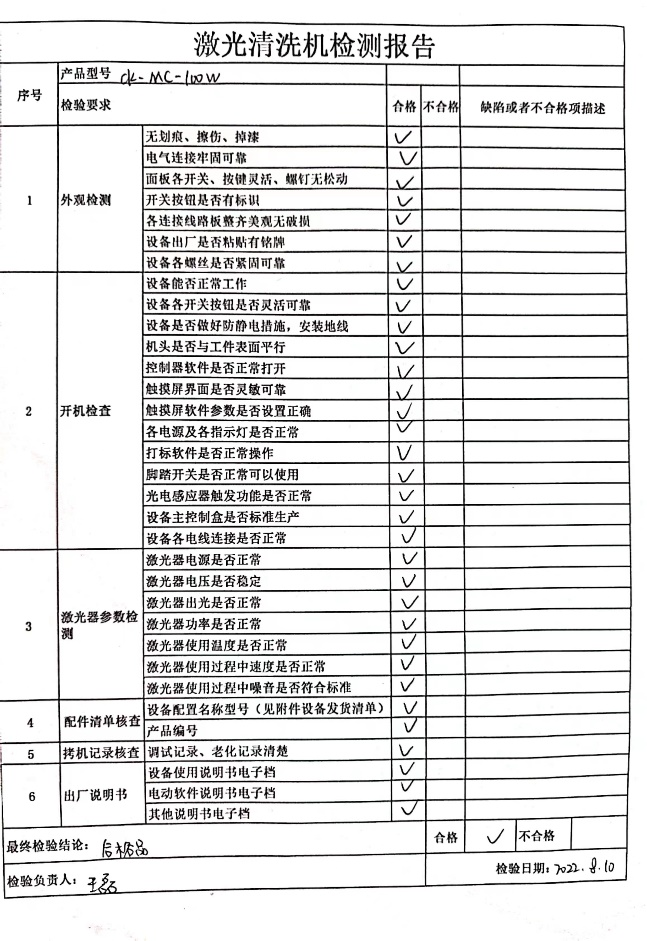 激光清洗机检测报告
序号 产品型号 CK-MC-100W
检验要求 合格 不合格 缺陷或者不合格项描述
1 外观检测
无划痕、擦伤、掉漆 ✓
电气连接牢固可靠 ✓
面板各开关、按键灵活、螺钉无松动 ✓
开关按钮是否有标识 ✓
各连接线路板整齐美观无破损 ✓
设备出厂是否粘贴有铭牌 ✓
设备各螺丝是否紧固可靠 ✓
2 开机检查
设备能否正常工作 ✓
设备各开关按钮是否灵活可靠 ✓
设备是否做好防静电措施，安装地线 ✓
机头是否与工件表面平行 ✓
控制器软件是否正常打开 ✓
触摸屏界面是否灵敏可靠 ✓
触摸屏软件参数是否设置正确 ✓
各电源及各指示灯是否正常 ✓
打标软件是否正常操作 ✓
脚踏开关是否正常可以使用 ✓
光电感应器触发功能是否正常 ✓
设备主控制盒是否标准生产 ✓
设备各电线连接是否正常 ✓
3 激光器参数检测
激光器电源是否正常 ✓
激光器电压是否稳定 ✓
激光器出光是否正常 ✓
激光器功率是否正常 ✓
激光器使用温度是否正常 ✓
激光器使用过程中速度是否正常 ✓
激光器使用过程中噪音是否符合标准 ✓
4 配件清单核查
设备配置名称型号（见附件设备发货清单） ✓
产品编号 ✓
5 拷机记录核查 调试记录、老化记录清楚 ✓
6 出厂说明书
设备使用说明书电子档 ✓
电动软件说明书电子档 ✓
其他说明书电子档 ✓
最终检验结论：合格品 合格 ✓ 不合格
检验负责人：王磊 检验日期：2022.8.10